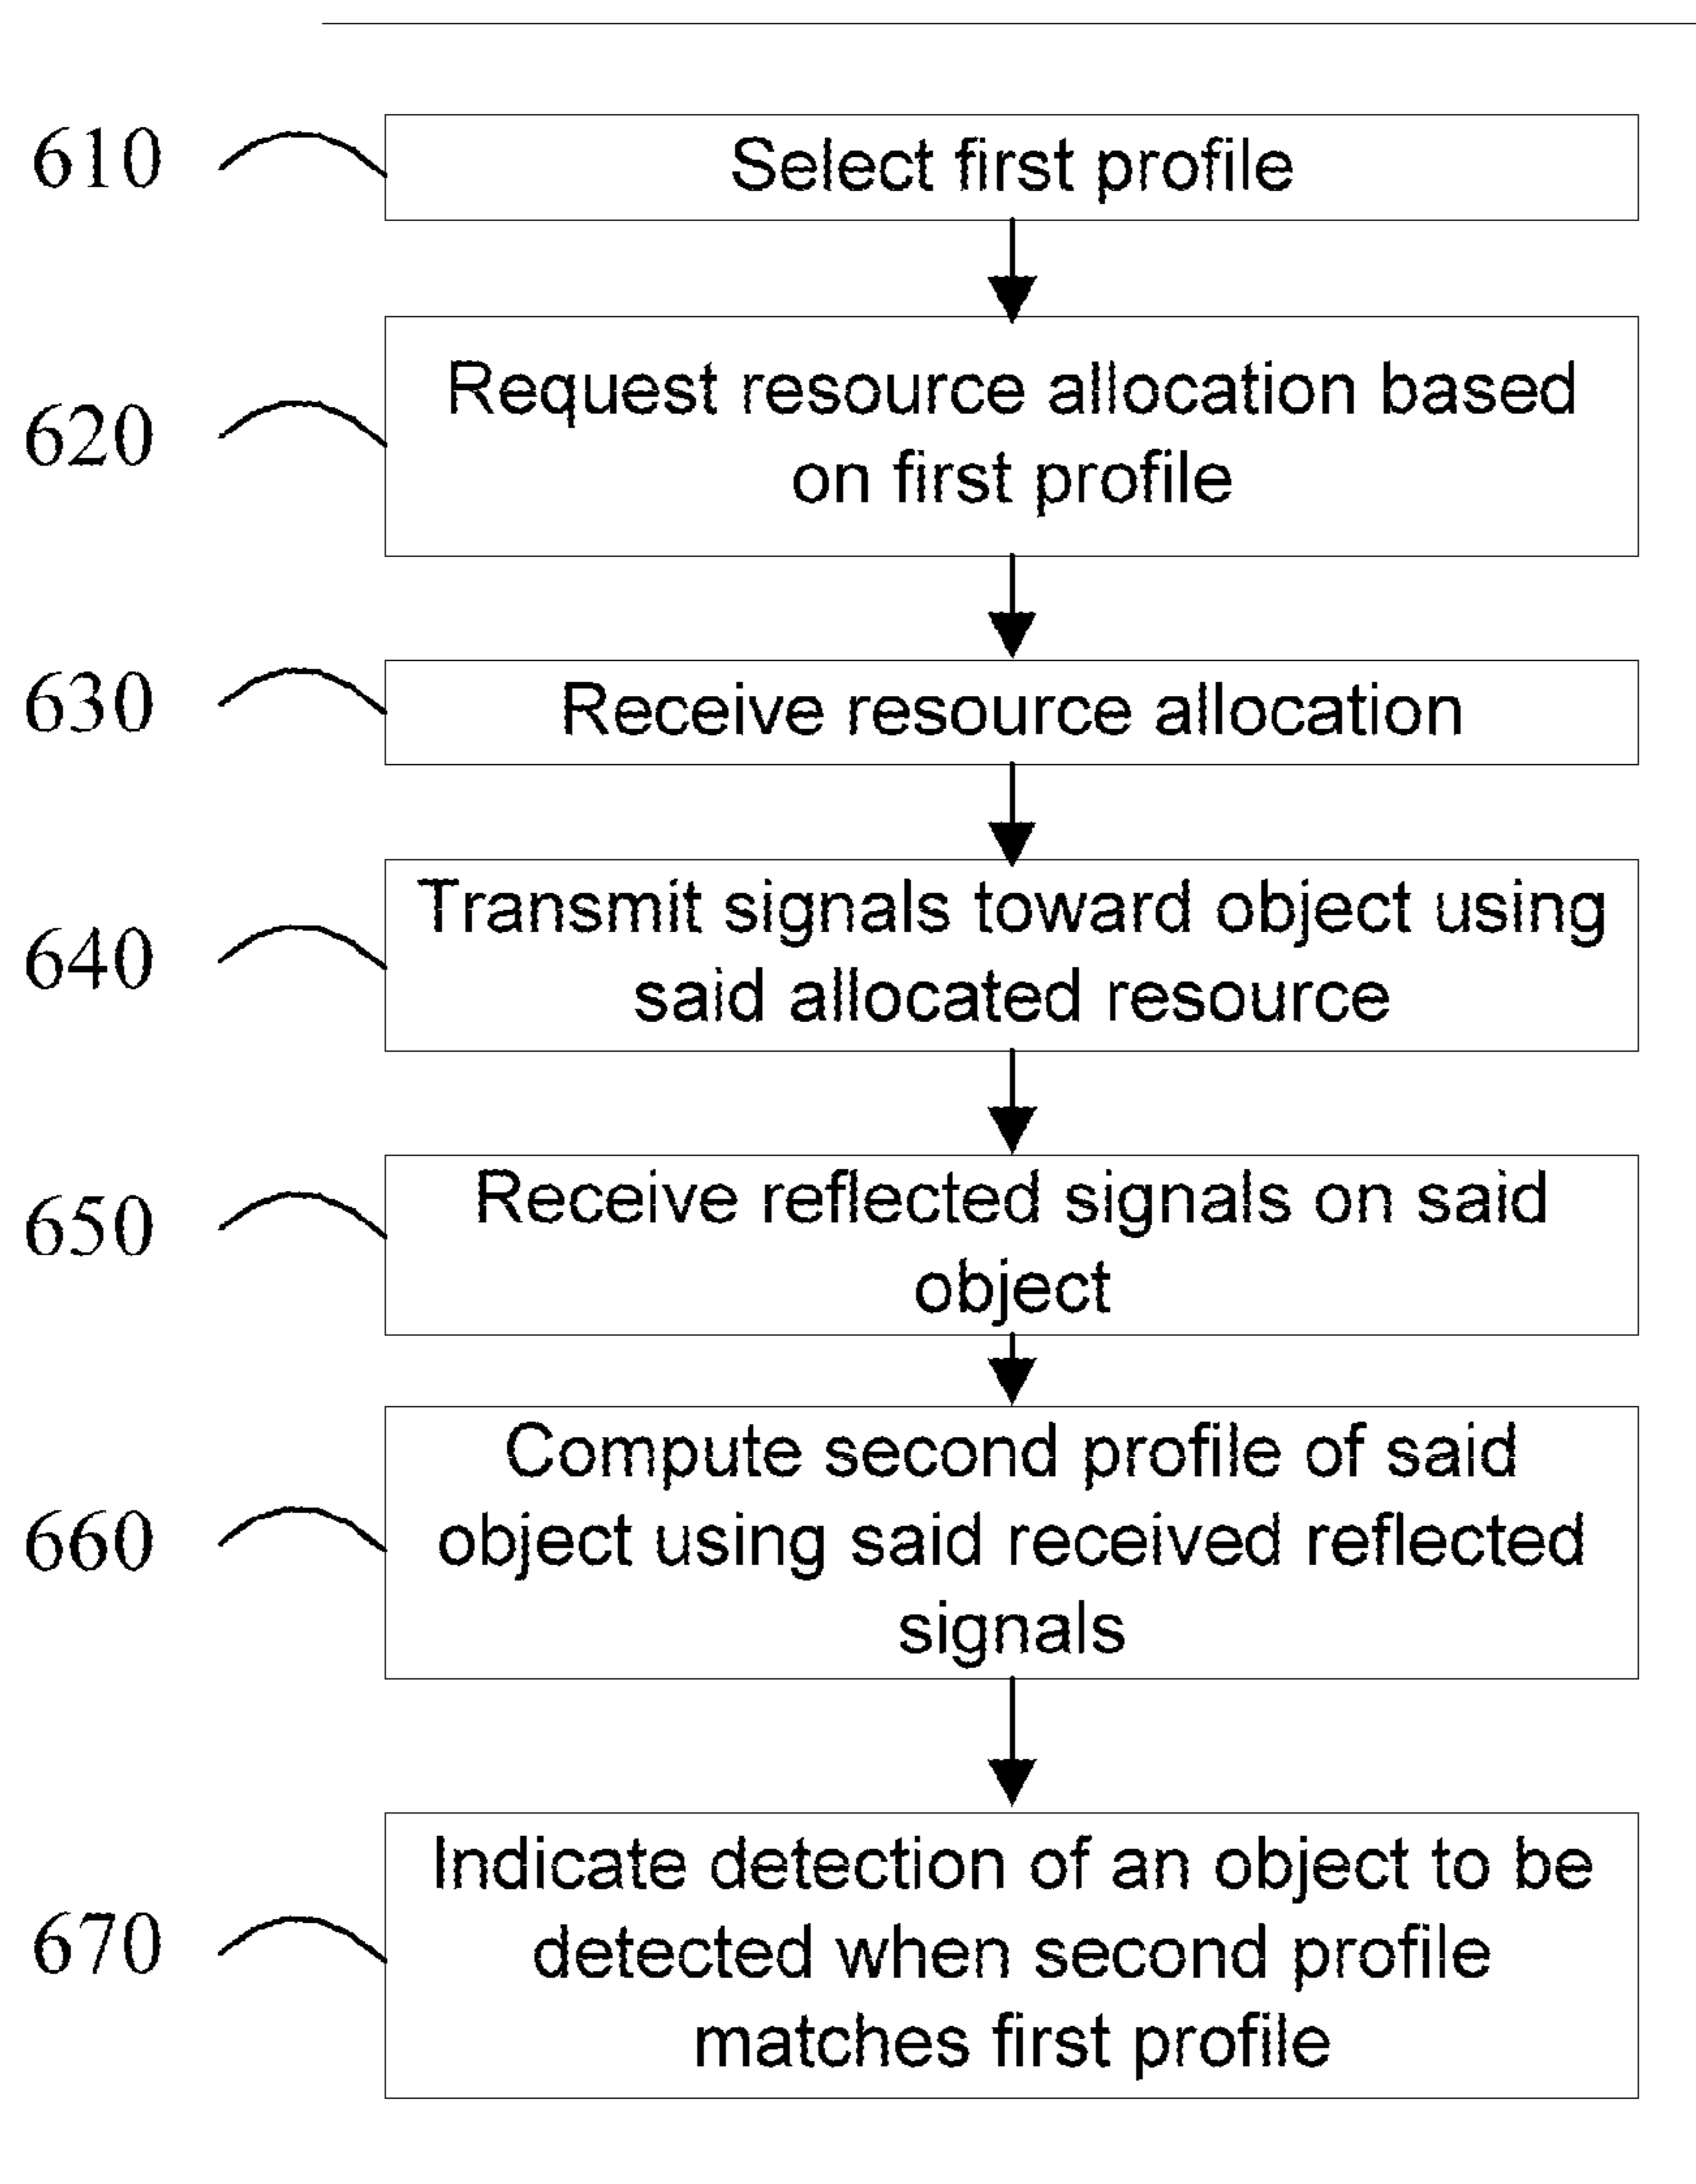 610
Select first profile
620
Request resource allocation based
on first profile
630
Receive resource allocation
640
Transmit signals toward object using
said allocated resource
650
Receive reflected signals on said
object
660
Compute second profile of said
object using said received reflected
signals
670
Indicate detection of an object to be
detected when second profile
matches first profile